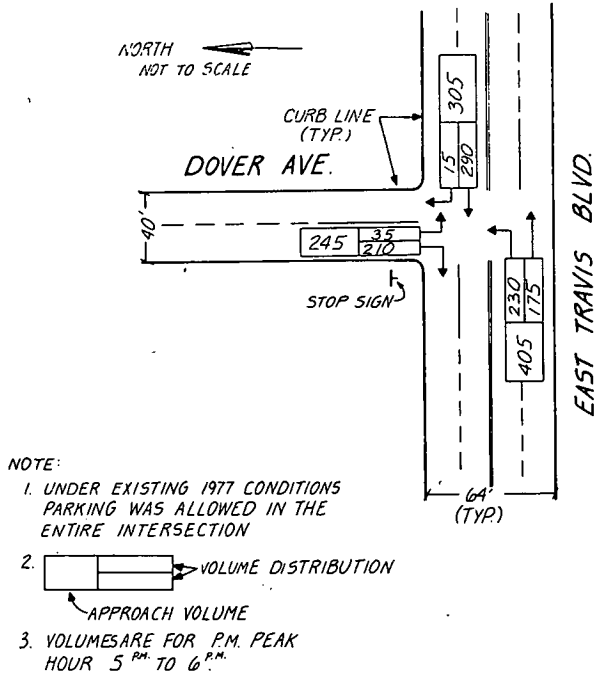 NORTH
NOT TO SCALE
305
15
290
CURB LINE
(TYP.)
DOVER AVE.
40'
245
35
210
STOP SIGN
230
175
405
EAST TRAVIS BLVD.
64'
(TYP.)
NOTE:
1. UNDER EXISTING 1977 CONDITIONS
PARKING WAS ALLOWED IN THE
ENTIRE INTERSECTION
2.
VOLUME DISTRIBUTION
APPROACH VOLUME
3. VOLUMES ARE FOR P.M. PEAK
HOUR 5 P.M. TO 6 P.M.